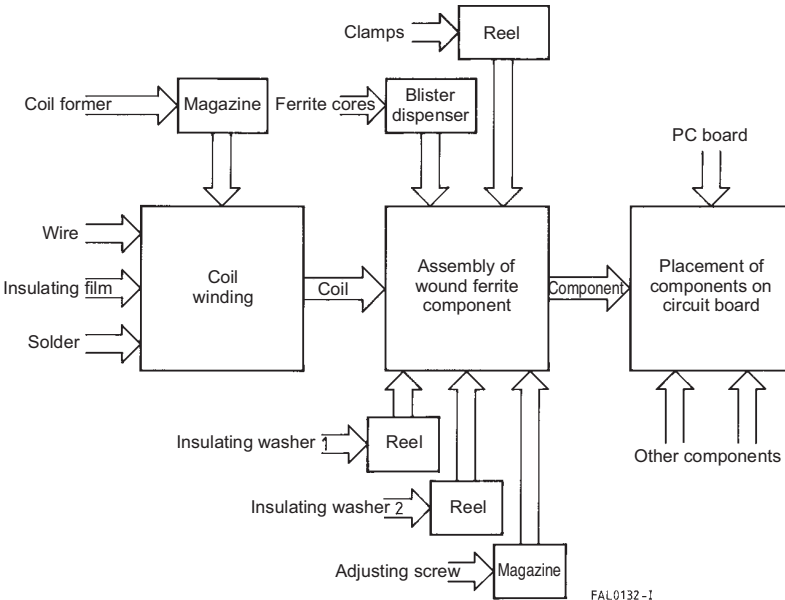 Clamps
Reel
Coil former
Magazine
Ferrite cores
Blister
dispenser
PC board
Wire
Insulating film
Solder
Coil
winding
Coil
Assembly of
wound ferrite
component
Component
Placement of
components on
circuit board
Insulating washer 1
Reel
Other components
Insulating washer 2
Reel
Adjusting screw
Magazine
FAL0132-I